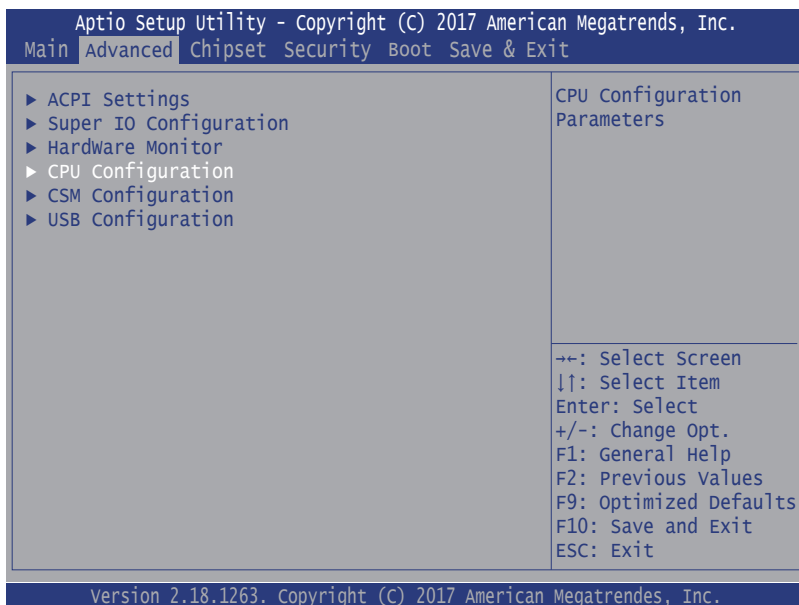 Aptio Setup Utility - Copyright (C) 2017 American Megatrends, Inc.
Main Advanced Chipset Security Boot Save & Exit
▶ ACPI Settings
▶ Super IO Configuration
▶ HardWare Monitor
▶ CPU Configuration
▶ CSM Configuration
▶ USB Configuration
CPU Configuration
Parameters
→←: Select Screen
↓↑: Select Item
Enter: Select
+/-: Change Opt.
F1: General Help
F2: Previous Values
F9: Optimized Defaults
F10: Save and Exit
ESC: Exit
Version 2.18.1263. Copyright (C) 2017 American Megatrendes, Inc.